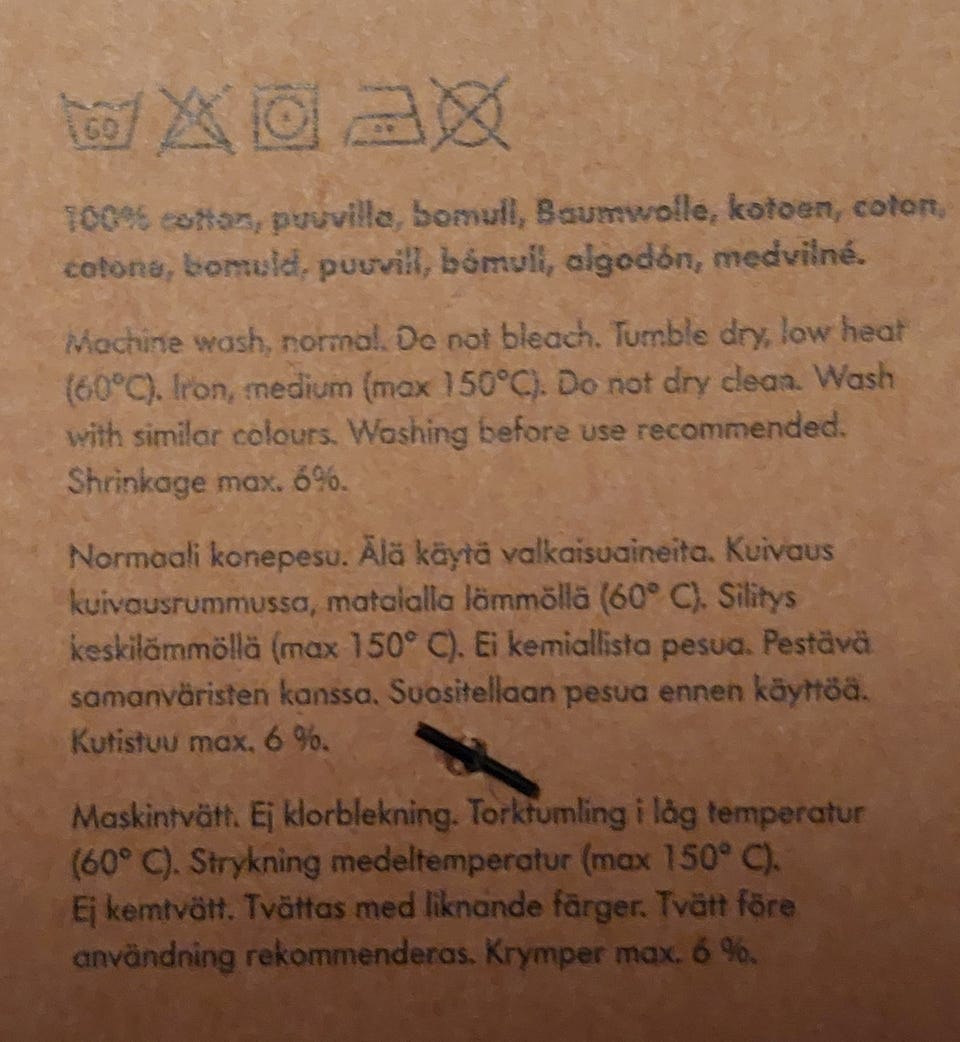 60
100% cotton, puuvilla, bomull, Baumwolle, katoen, coton,
cotone, bomuld, puuvill, bómull, algodón, medvilné.
Machine wash, normal. Do not bleach. Tumble dry, low heat
(60°C). Iron, medium (max 150°C). Do not dry clean. Wash
with similar colours. Washing before use recommended.
Shrinkage max. 6%.
Normaali konepesu. Älä käytä valkaisuaineita. Kuivaus
kuivausrummussa, matalalla lämmöllä (60° C). Silitys
keskilämmöllä (max 150° C). Ei kemiallista pesua. Pestävä
samanväristen kanssa. Suositellaan pesua ennen käyttöä.
Kutistuu max. 6 %.
Maskintvätt. Ej klorblekning. Torktumling i låg temperatur
(60° C). Strykning medeltemperatur (max 150° C).
Ej kemtvätt. Tvättas med liknande färger. Tvätt före
användning rekommenderas. Krymper max. 6 %.